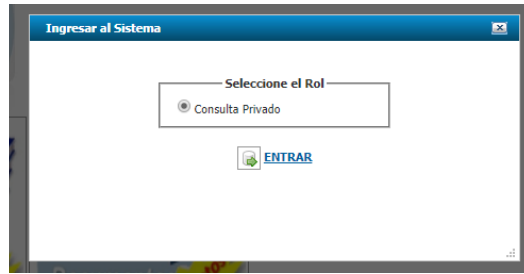 Ingresar al Sistema
Seleccione el Rol
Consulta Privado
ENTRAR